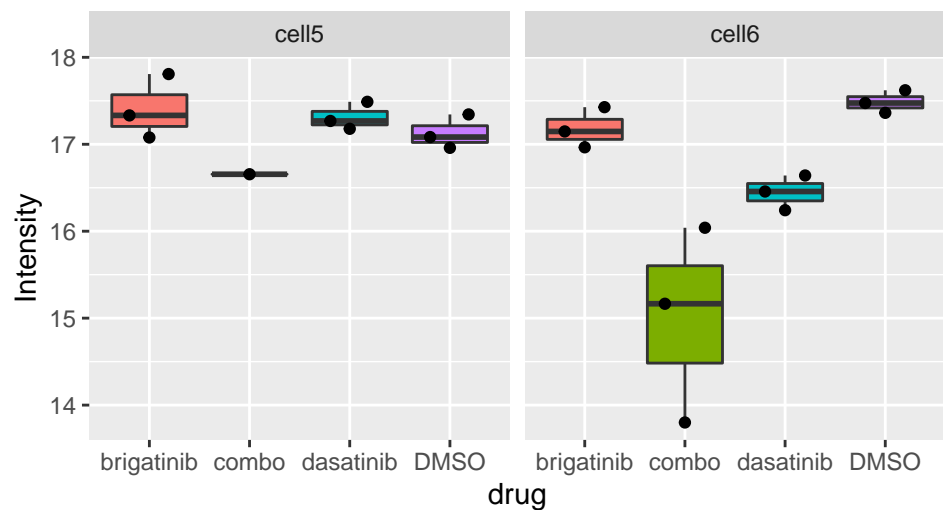 cell5 cell6
Intensity
18
17
16
15
14
brigatinib combo dasatinib DMSO brigatinib combo dasatinib DMSO
drug